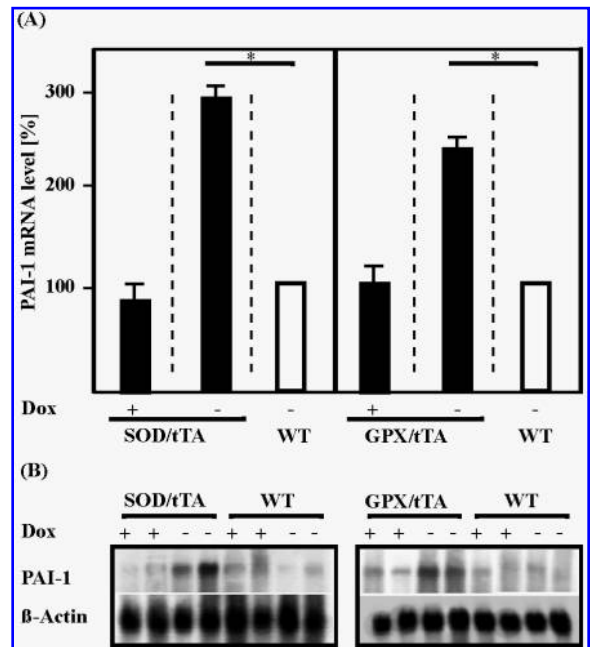 (A)
* *
PAI-1 mRNA level [%]
300
200
100
Dox + - - + - -
SOD/tTA WT GPX/tTA WT
(B)
SOD/tTA WT GPX/tTA WT
Dox + + - - + + - - + + - - + + - -
PAI-1
ß-Actin